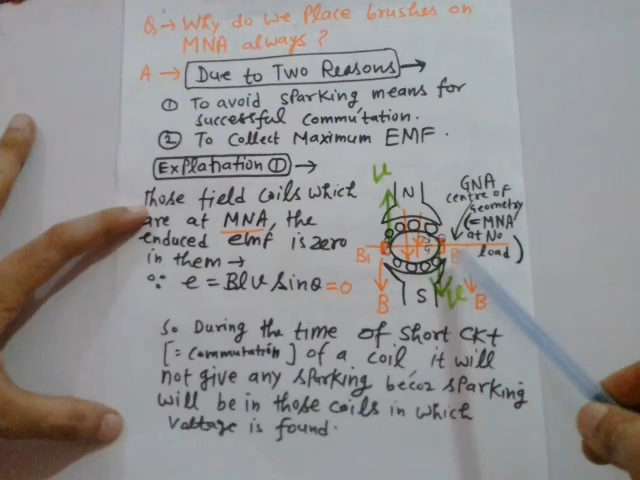 Q → Why do we Place brushes on
MNA always?
A → Due to Two Reasons →
① To avoid sparking means for
successful commutation.
② To Collect Maximum EMF.
Explanation ① →
Those field coils which
are at MNA, the
enduced emf is zero
in them →
∵ e = Blv Sinθ = 0
N
GNA
centre of
geometry
(= MNA
at No
load)
B₁
B
S
B
So During the time of short CKt
[= Commutation] of a coil it will
not give any sparking becoz sparking
will be in those coils in which
voltage is found.